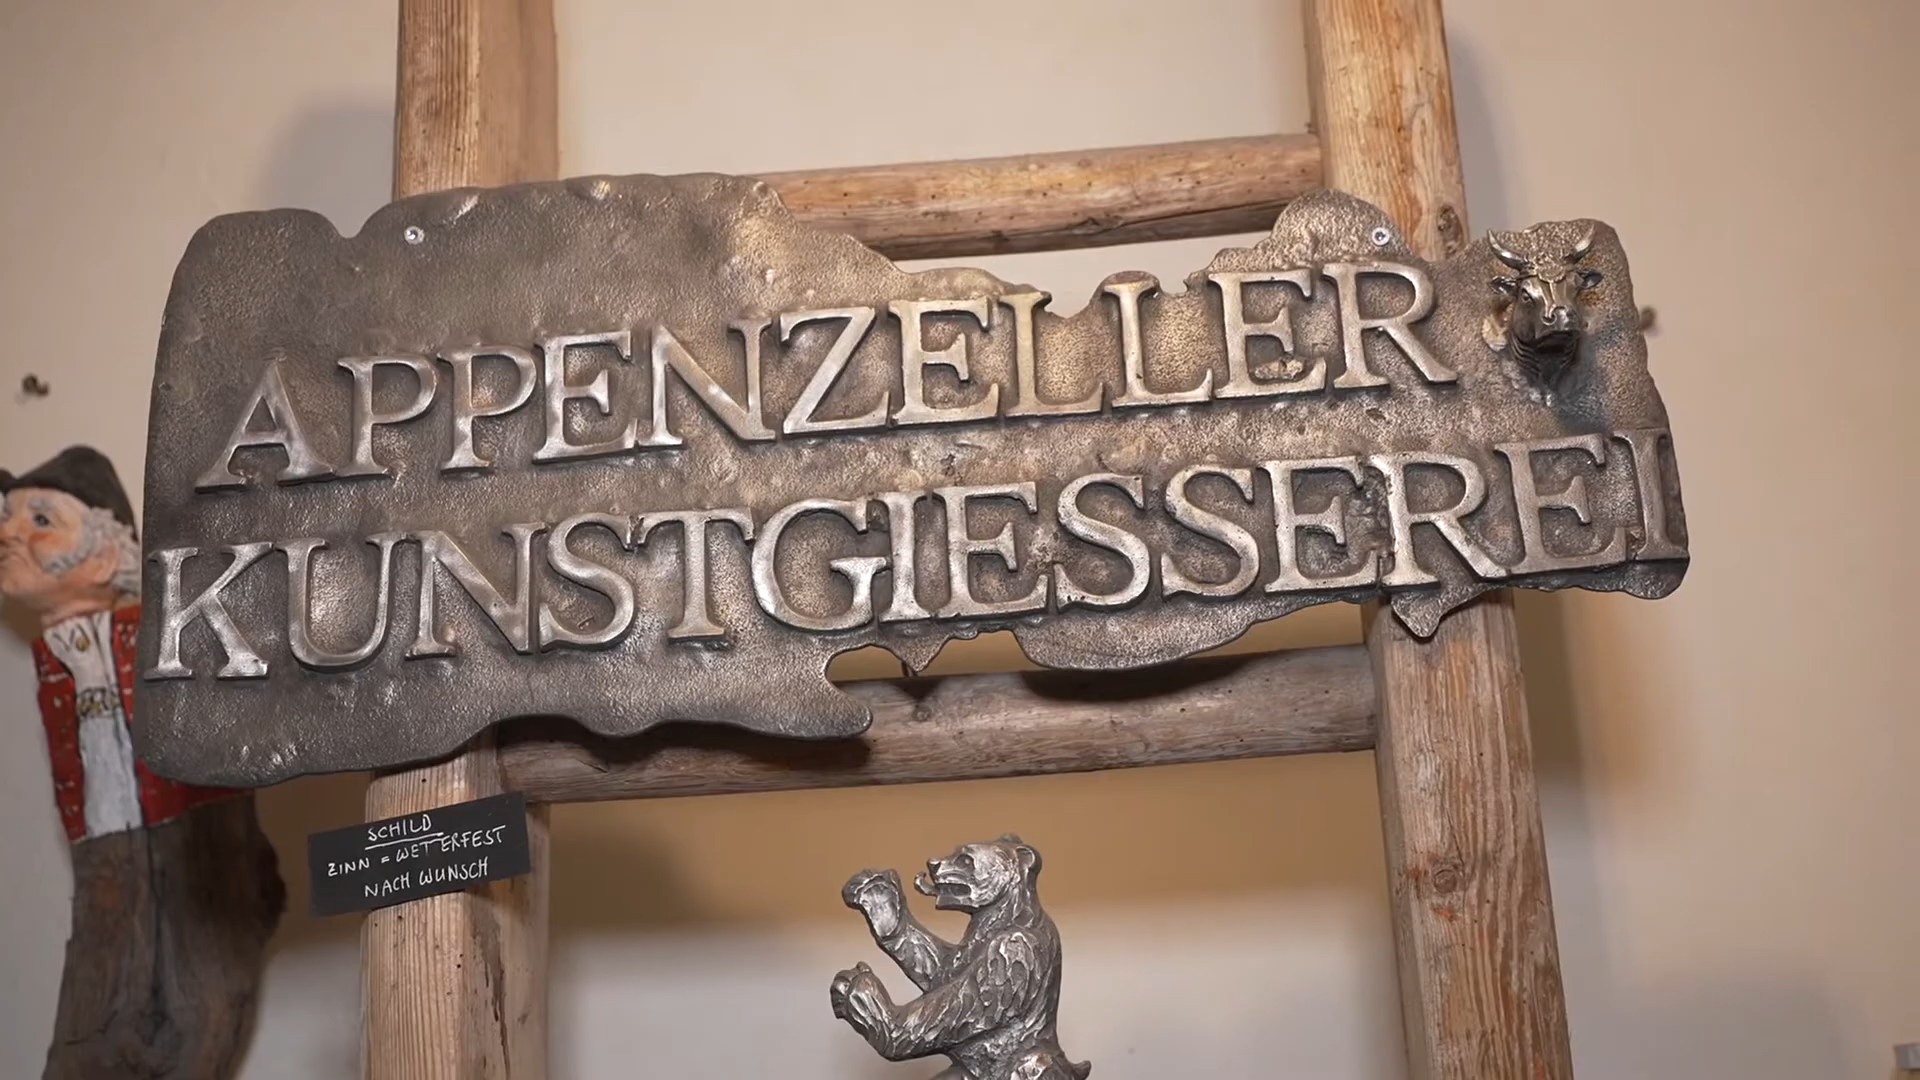 APPENZELLER
KUNSTGIESSEREI
SCHILD
ZINN = WETTERFEST
NACH WUNSCH